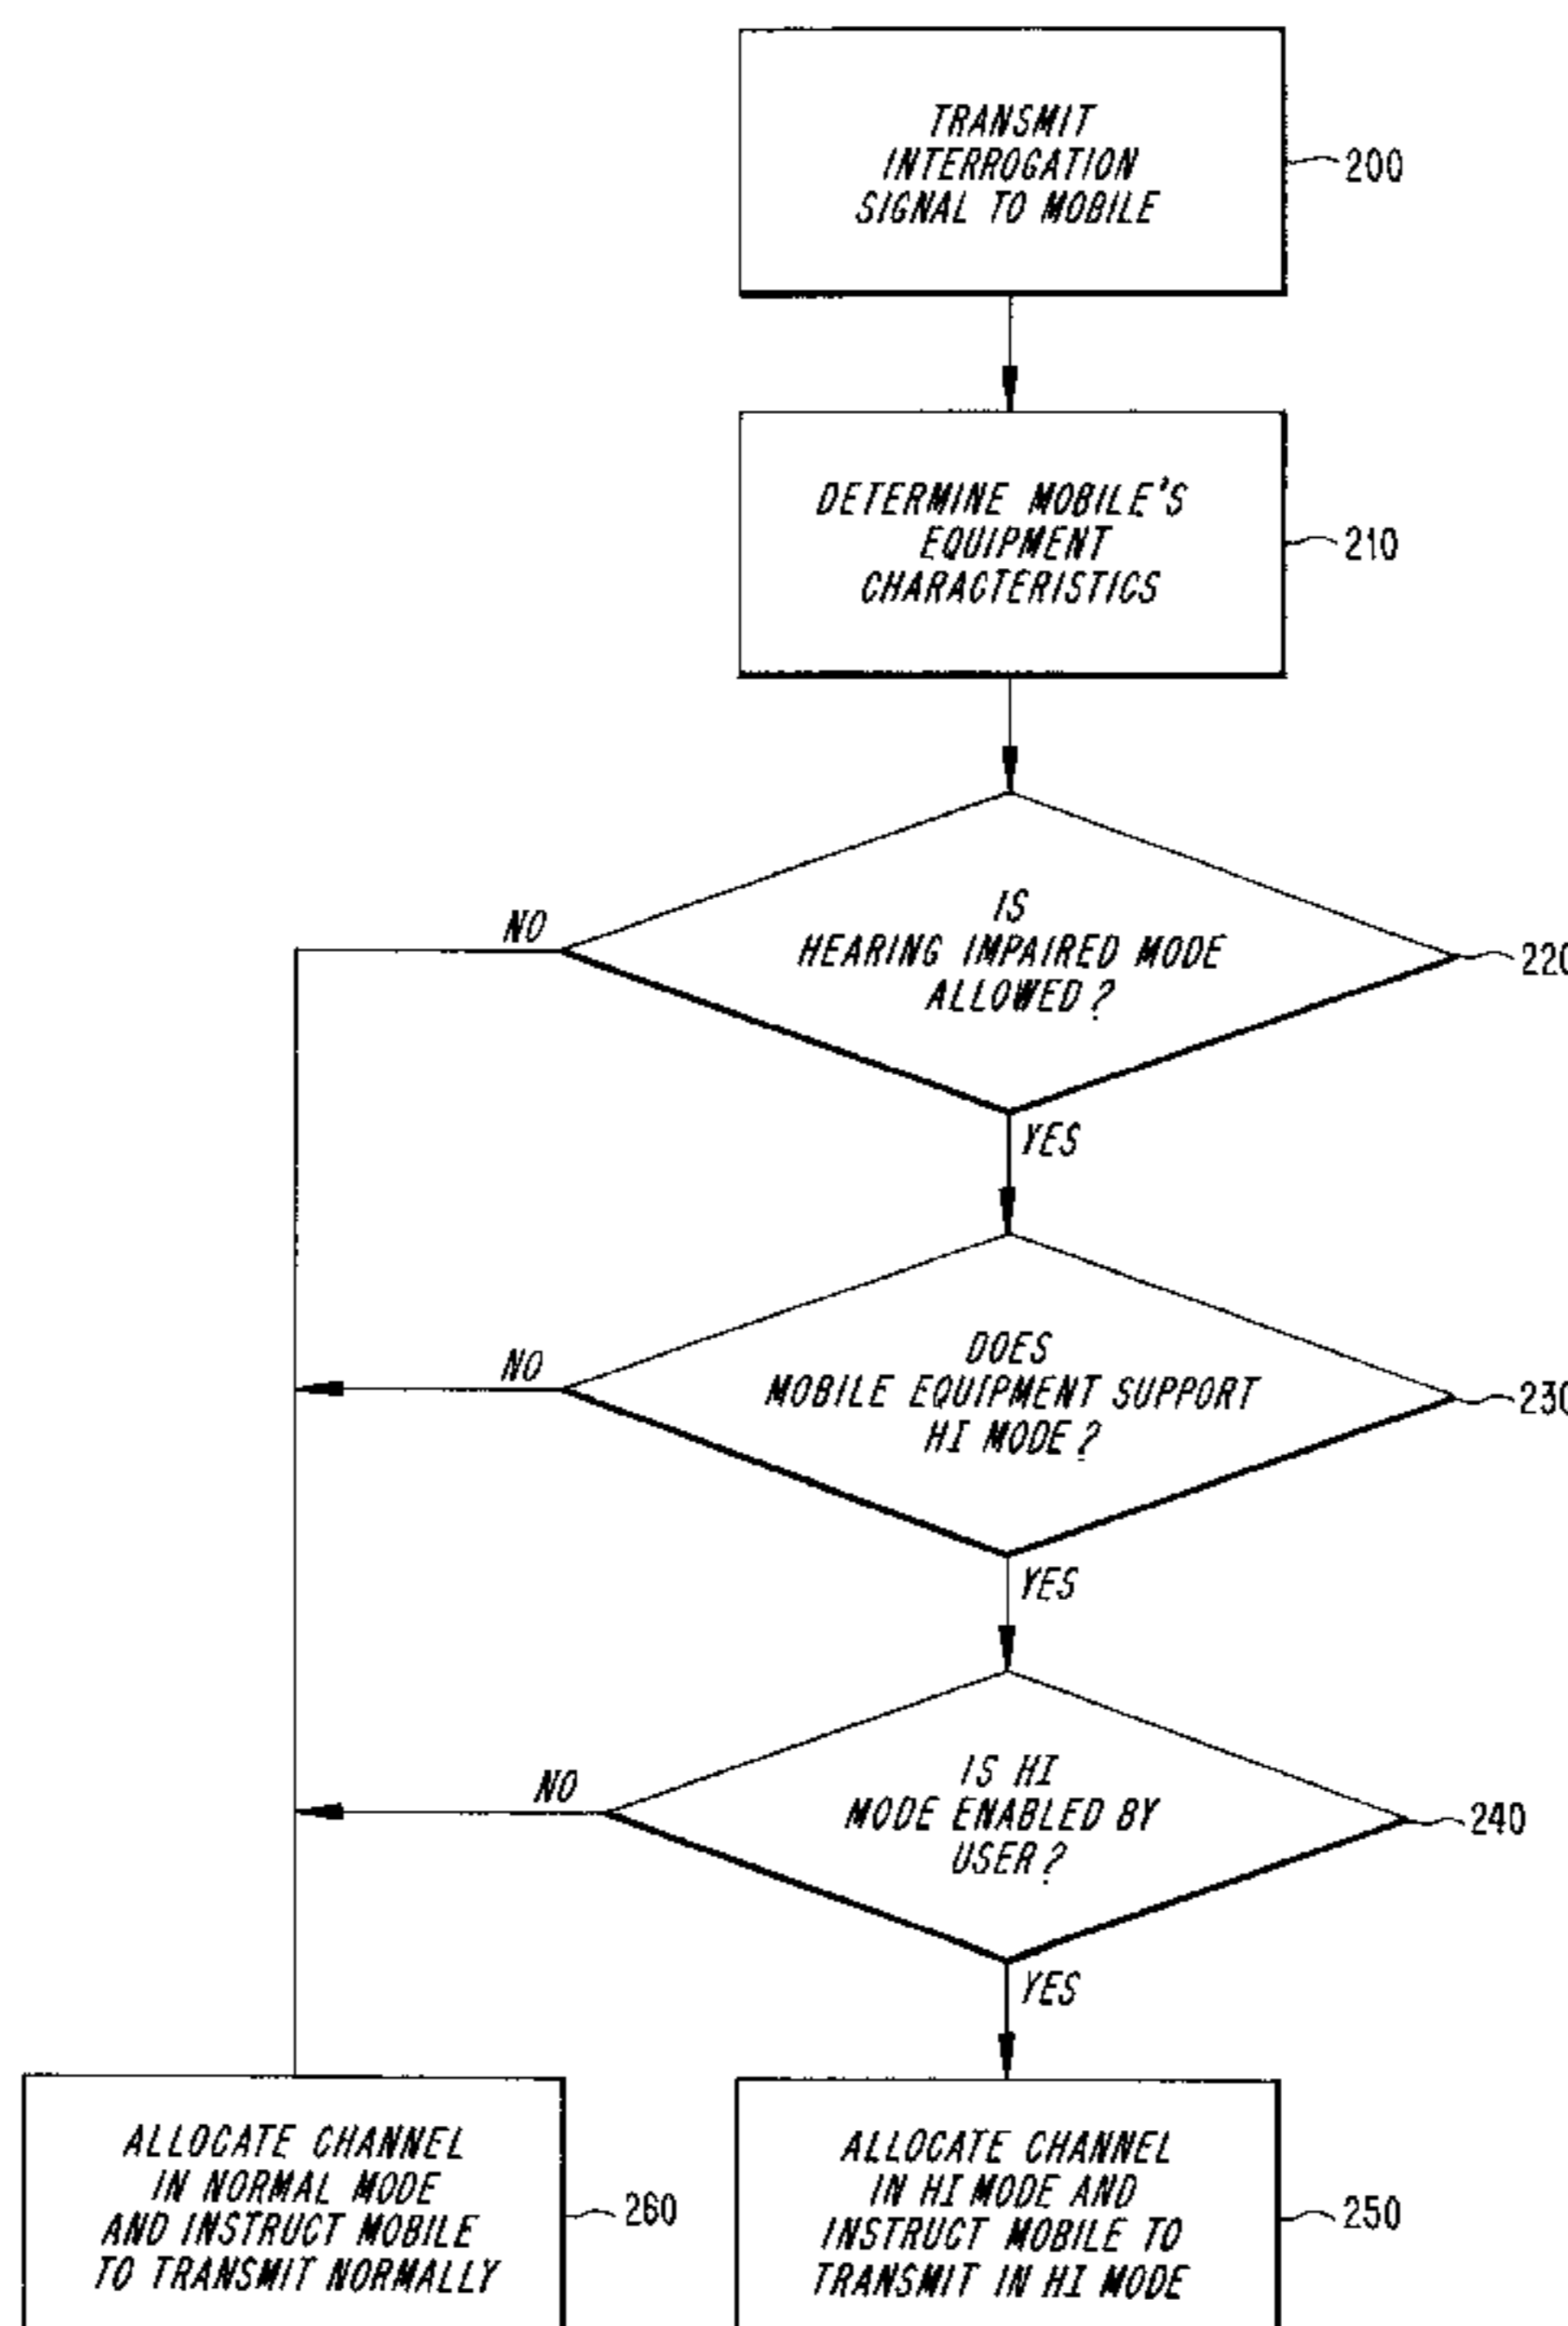 TRANSMIT
INTERROGATION
SIGNAL TO MOBILE
200
DETERMINE MOBILE'S
EQUIPMENT
CHARACTERISTICS
210
IS
HEARING IMPAIRED MODE
ALLOWED?
220
NO
YES
DOES
MOBILE EQUIPMENT SUPPORT
HI MODE?
230
NO
YES
IS HI
MODE ENABLED BY
USER?
240
NO
YES
ALLOCATE CHANNEL
IN NORMAL MODE
AND INSTRUCT MOBILE
TO TRANSMIT NORMALLY
260
ALLOCATE CHANNEL
IN HI MODE AND
INSTRUCT MOBILE TO
TRANSMIT IN HI MODE
250